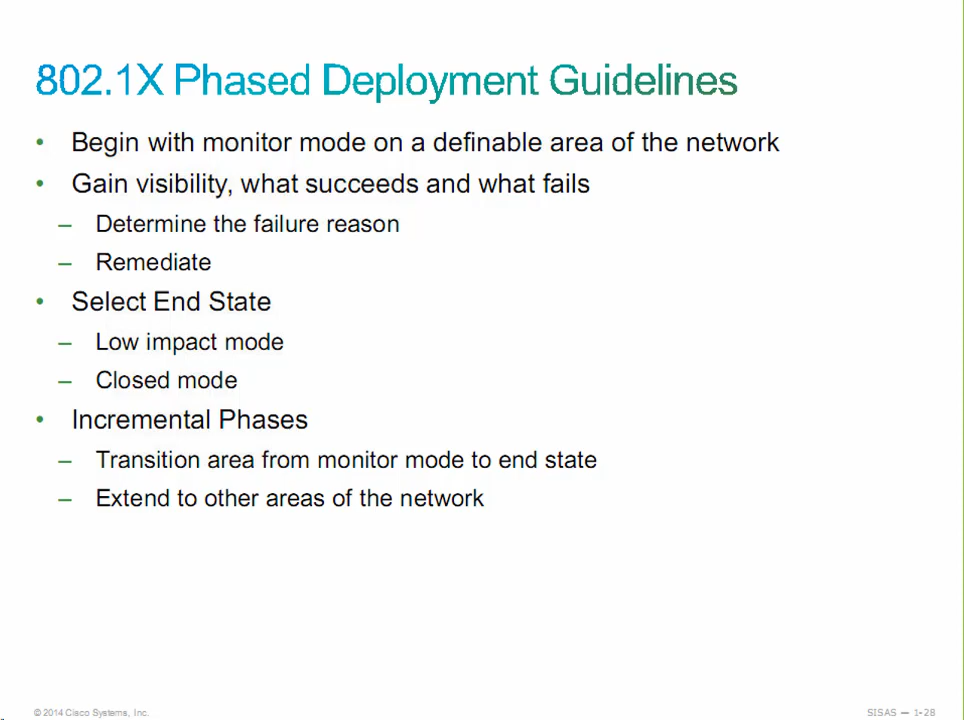 802.1X Phased Deployment Guidelines
• Begin with monitor mode on a definable area of the network
• Gain visibility, what succeeds and what fails
– Determine the failure reason
– Remediate
• Select End State
– Low impact mode
– Closed mode
• Incremental Phases
– Transition area from monitor mode to end state
– Extend to other areas of the network
© 2014 Cisco Systems, Inc.
SISAS — 1-28